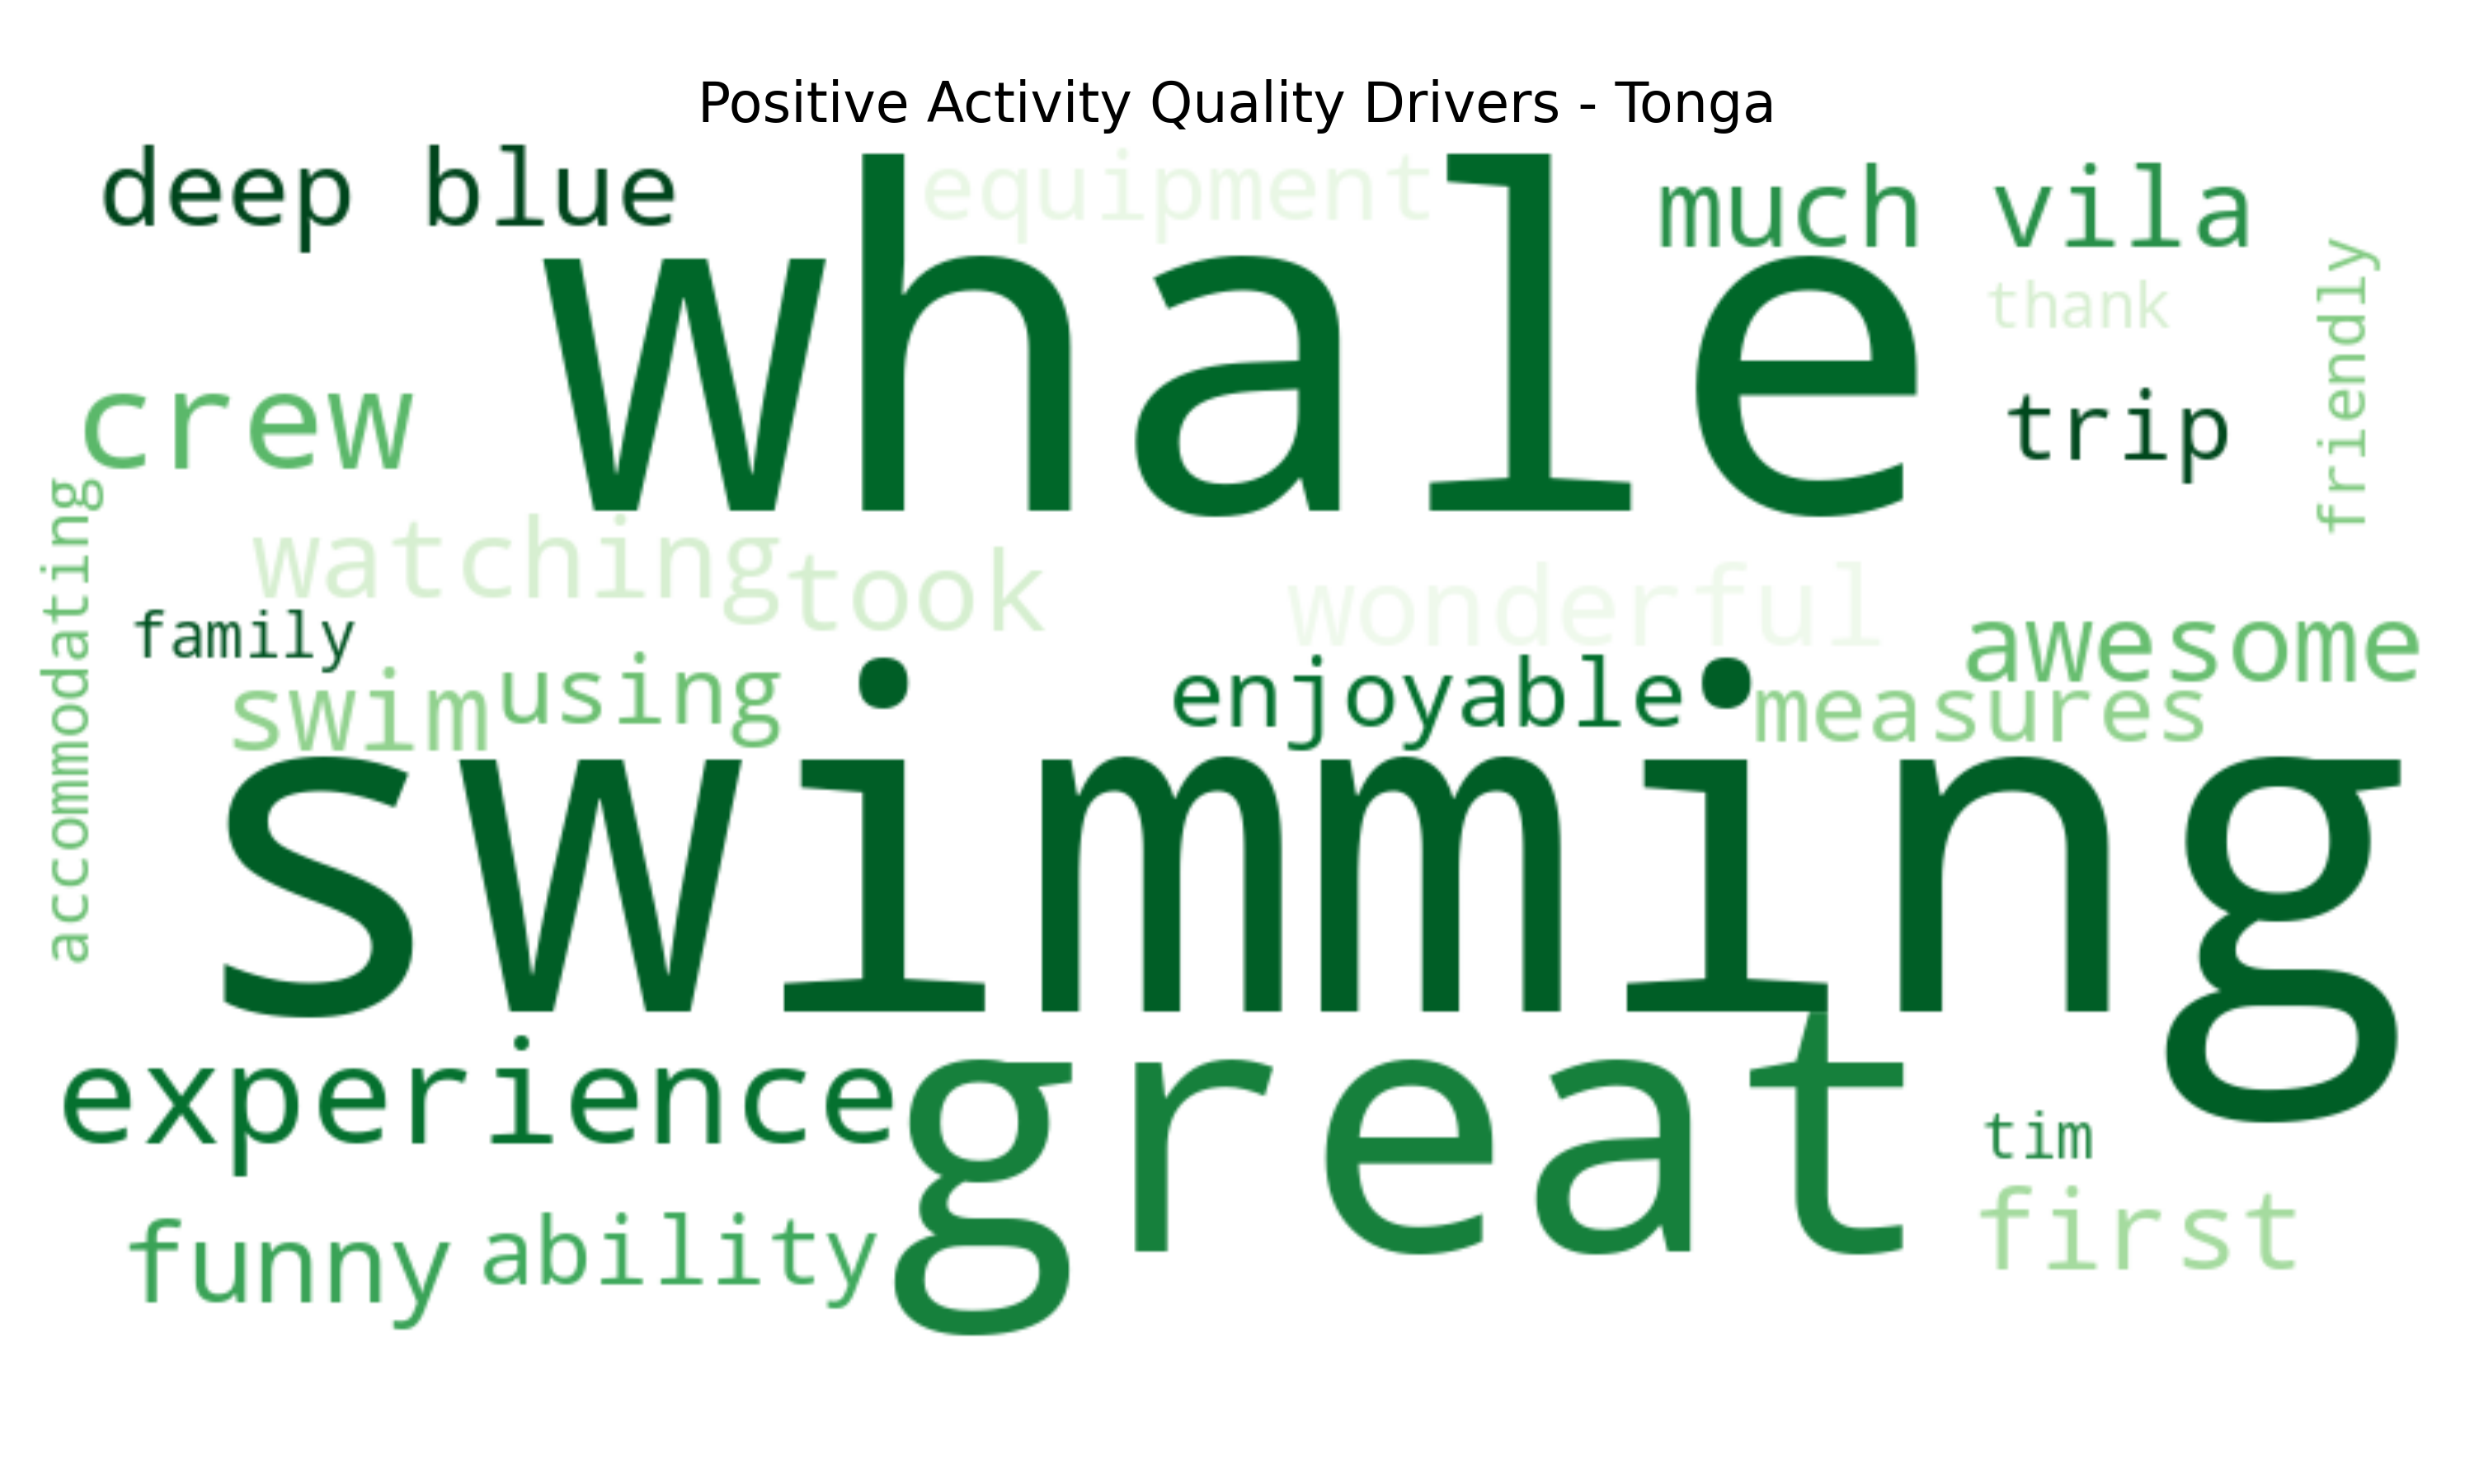 Positive Activity Quality Drivers - Tonga
deep blue
equipment
much vila
whale
thank
friendly
crew
trip
accommodating
watching
took
wonderful
family
awesome
swim
using
enjoyable
measures
swimming
experience
great
tim
funny
ability
first